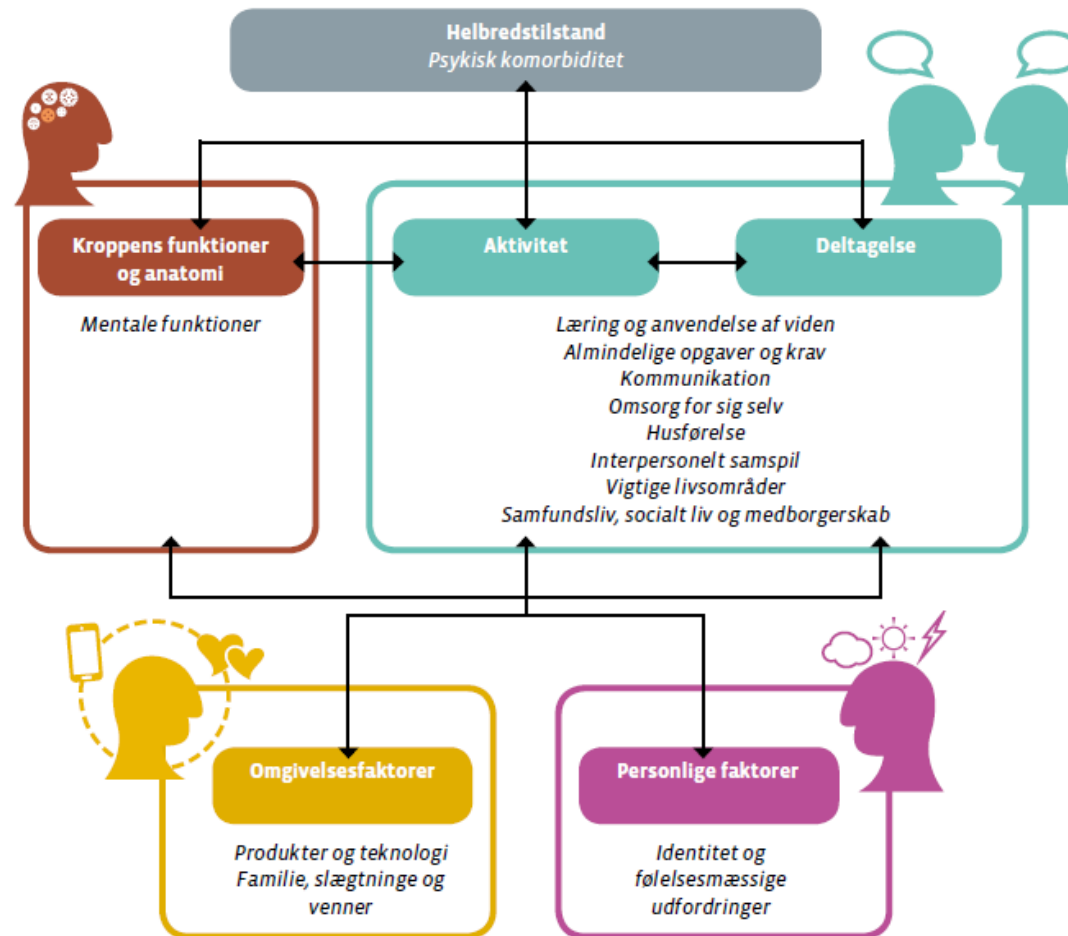 Helbredstilstand
Psykisk komorbiditet
Kroppens funktioner
og anatomi
Mentale funktioner
Aktivitet
Deltagelse
Læring og anvendelse af viden
Almindelige opgaver og krav
Kommunikation
Omsorg for sig selv
Husførelse
Interpersonelt samspil
Vigtige livsområder
Samfundsliv, socialt liv og medborgerskab
Omgivelsesfaktorer
Produkter og teknologi
Familie, slægtninge og
venner
Personlige faktorer
Identitet og
følelsesmæssige
udfordringer